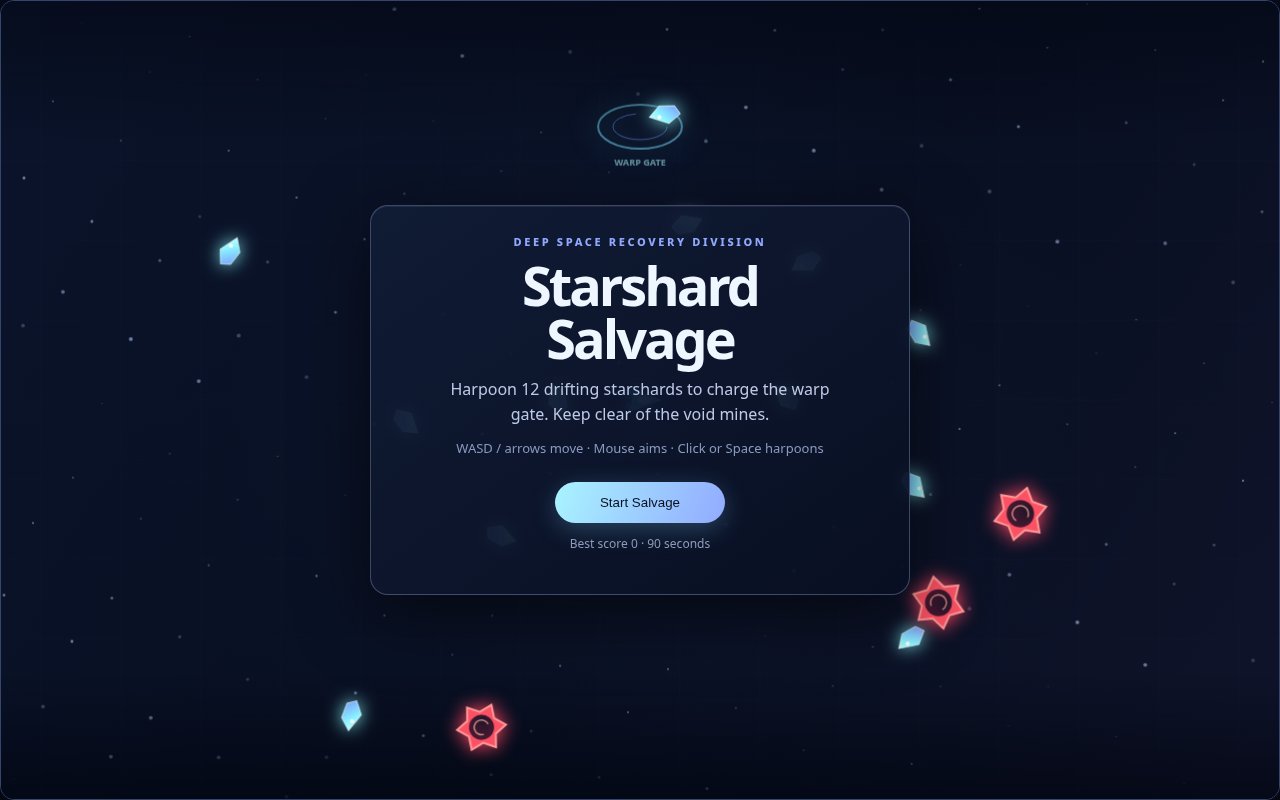 WARP GATE
DEEP SPACE RECOVERY DIVISION
Starshard
Salvage
Harpoon 12 drifting starshards to charge the warp
gate. Keep clear of the void mines.
WASD / arrows move · Mouse aims · Click or Space harpoons
Start Salvage
Best score 0 · 90 seconds